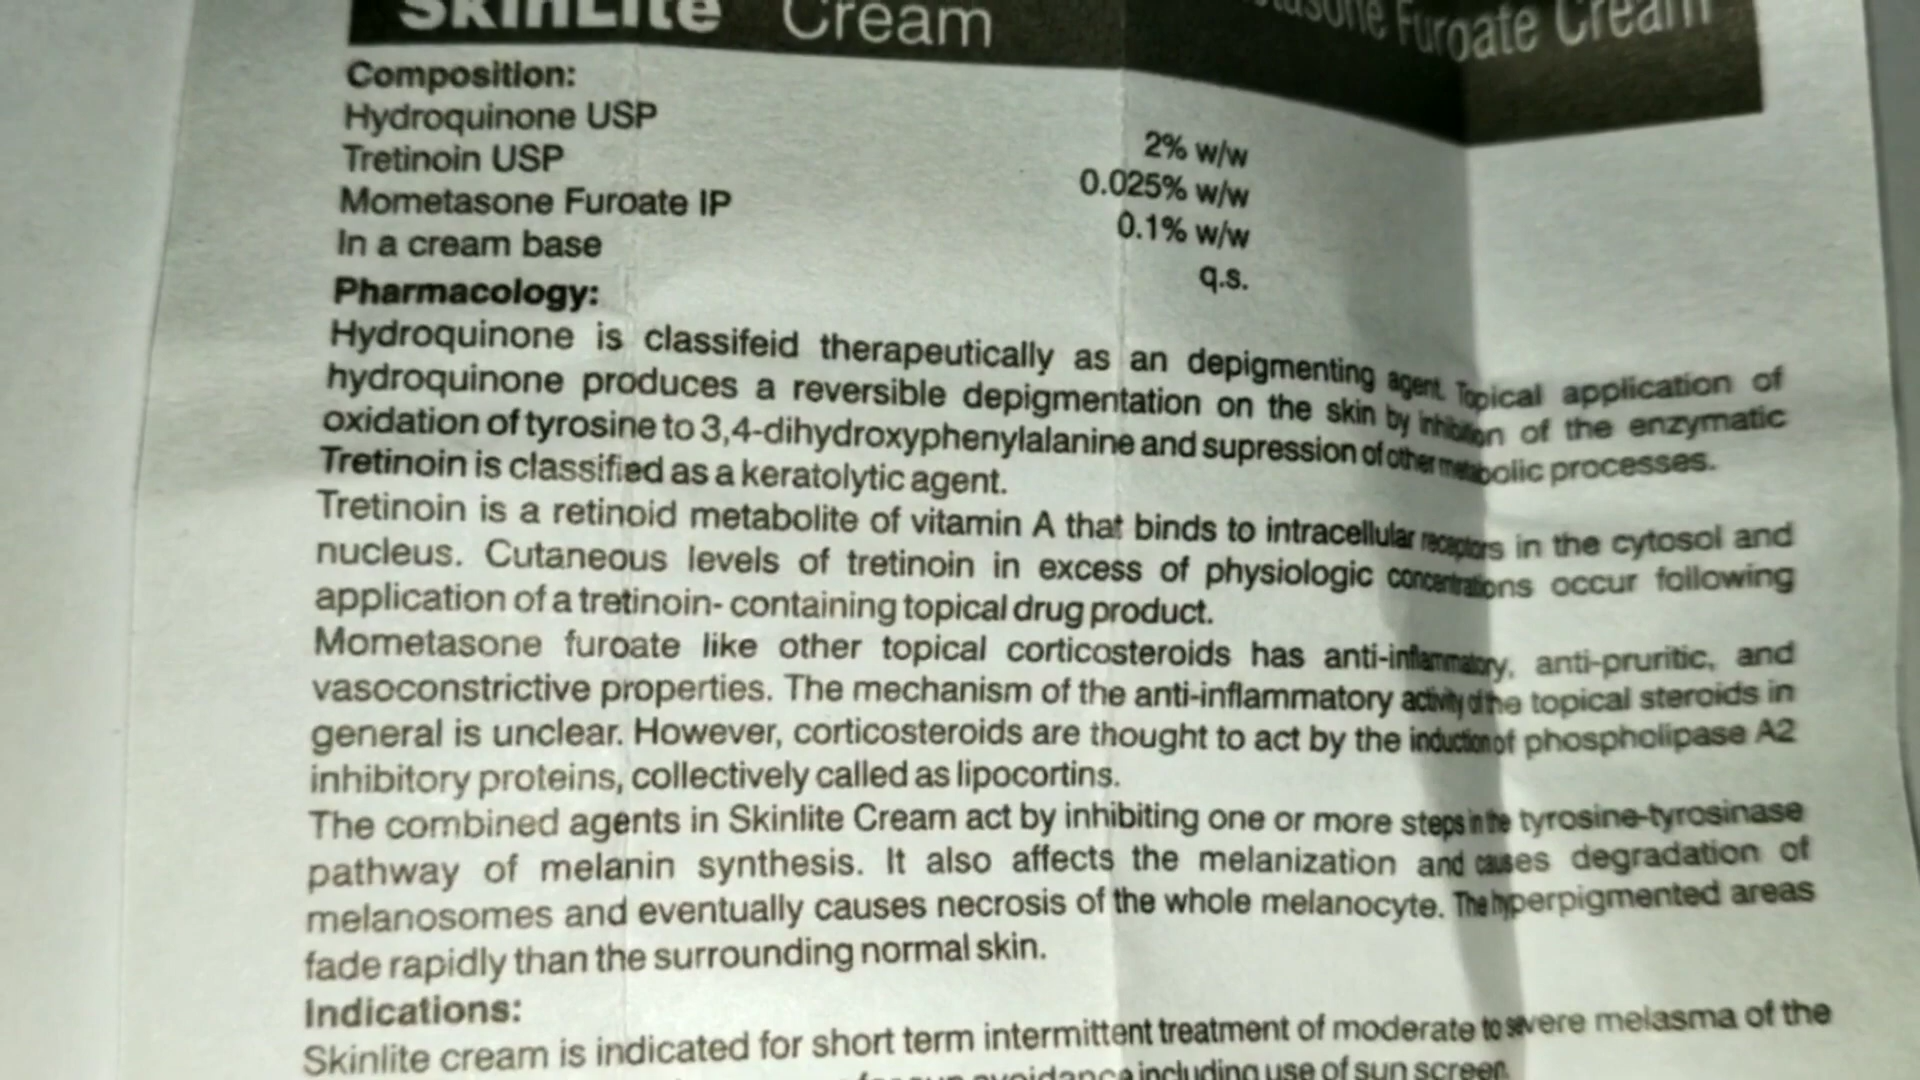 SkinLite Cream
Furoate Cream
Composition:
Hydroquinone USP 2% w/w
Tretinoin USP 0.025% w/w
Mometasone Furoate IP 0.1% w/w
In a cream base q.s.
Pharmacology:
Hydroquinone is classifeid therapeutically as an depigmenting agent. Topical application of
hydroquinone produces a reversible depigmentation on the skin by inhibition of the enzymatic
oxidation of tyrosine to 3,4-dihydroxyphenylalanine and supression of other metabolic processes.
Tretinoin is classified as a keratolytic agent.
Tretinoin is a retinoid metabolite of vitamin A that binds to intracellular receptors in the cytosol and
nucleus. Cutaneous levels of tretinoin in excess of physiologic concentrations occur following
application of a tretinoin- containing topical drug product.
Mometasone furoate like other topical corticosteroids has anti-inflammatory, anti-pruritic, and
vasoconstrictive properties. The mechanism of the anti-inflammatory activity of the topical steroids in
general is unclear. However, corticosteroids are thought to act by the induction of phospholipase A2
inhibitory proteins, collectively called as lipocortins.
The combined agents in Skinlite Cream act by inhibiting one or more steps in the tyrosine-tyrosinase
pathway of melanin synthesis. It also affects the melanization and causes degradation of
melanosomes and eventually causes necrosis of the whole melanocyte. The hyperpigmented areas
fade rapidly than the surrounding normal skin.
Indications:
Skinlite cream is indicated for short term intermittent treatment of moderate to severe melasma of the
avoidance including use of sun screen